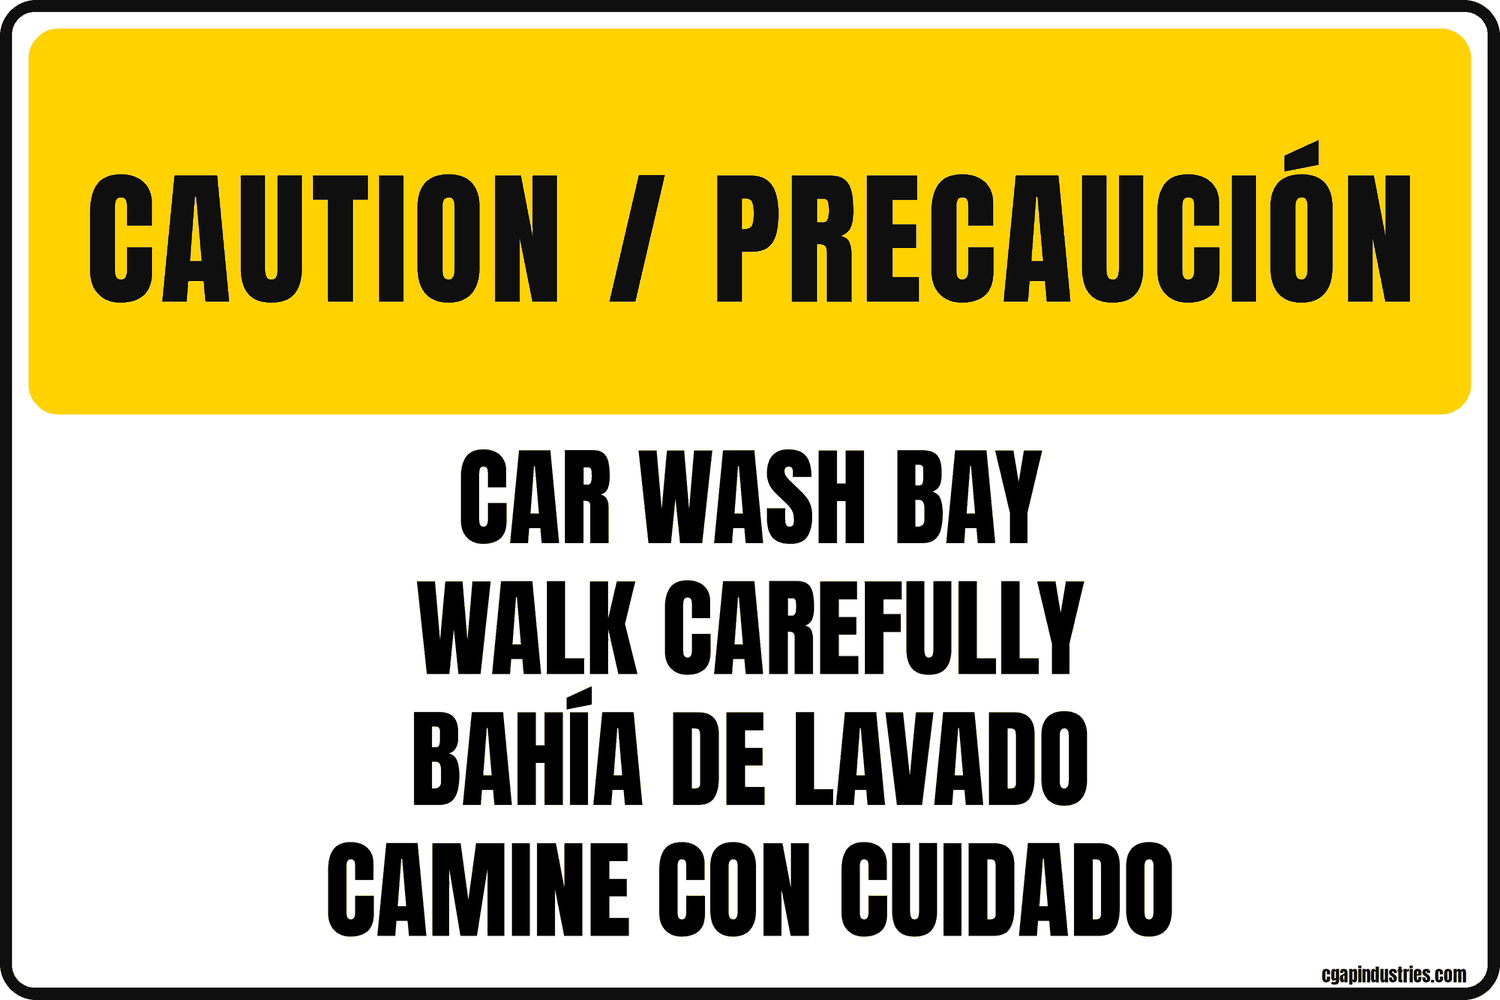 CAUTION / PRECAUCIÓN
CAR WASH BAY
WALK CAREFULLY
BAHÍA DE LAVADO
CAMINE CON CUIDADO
cgapindustries.com